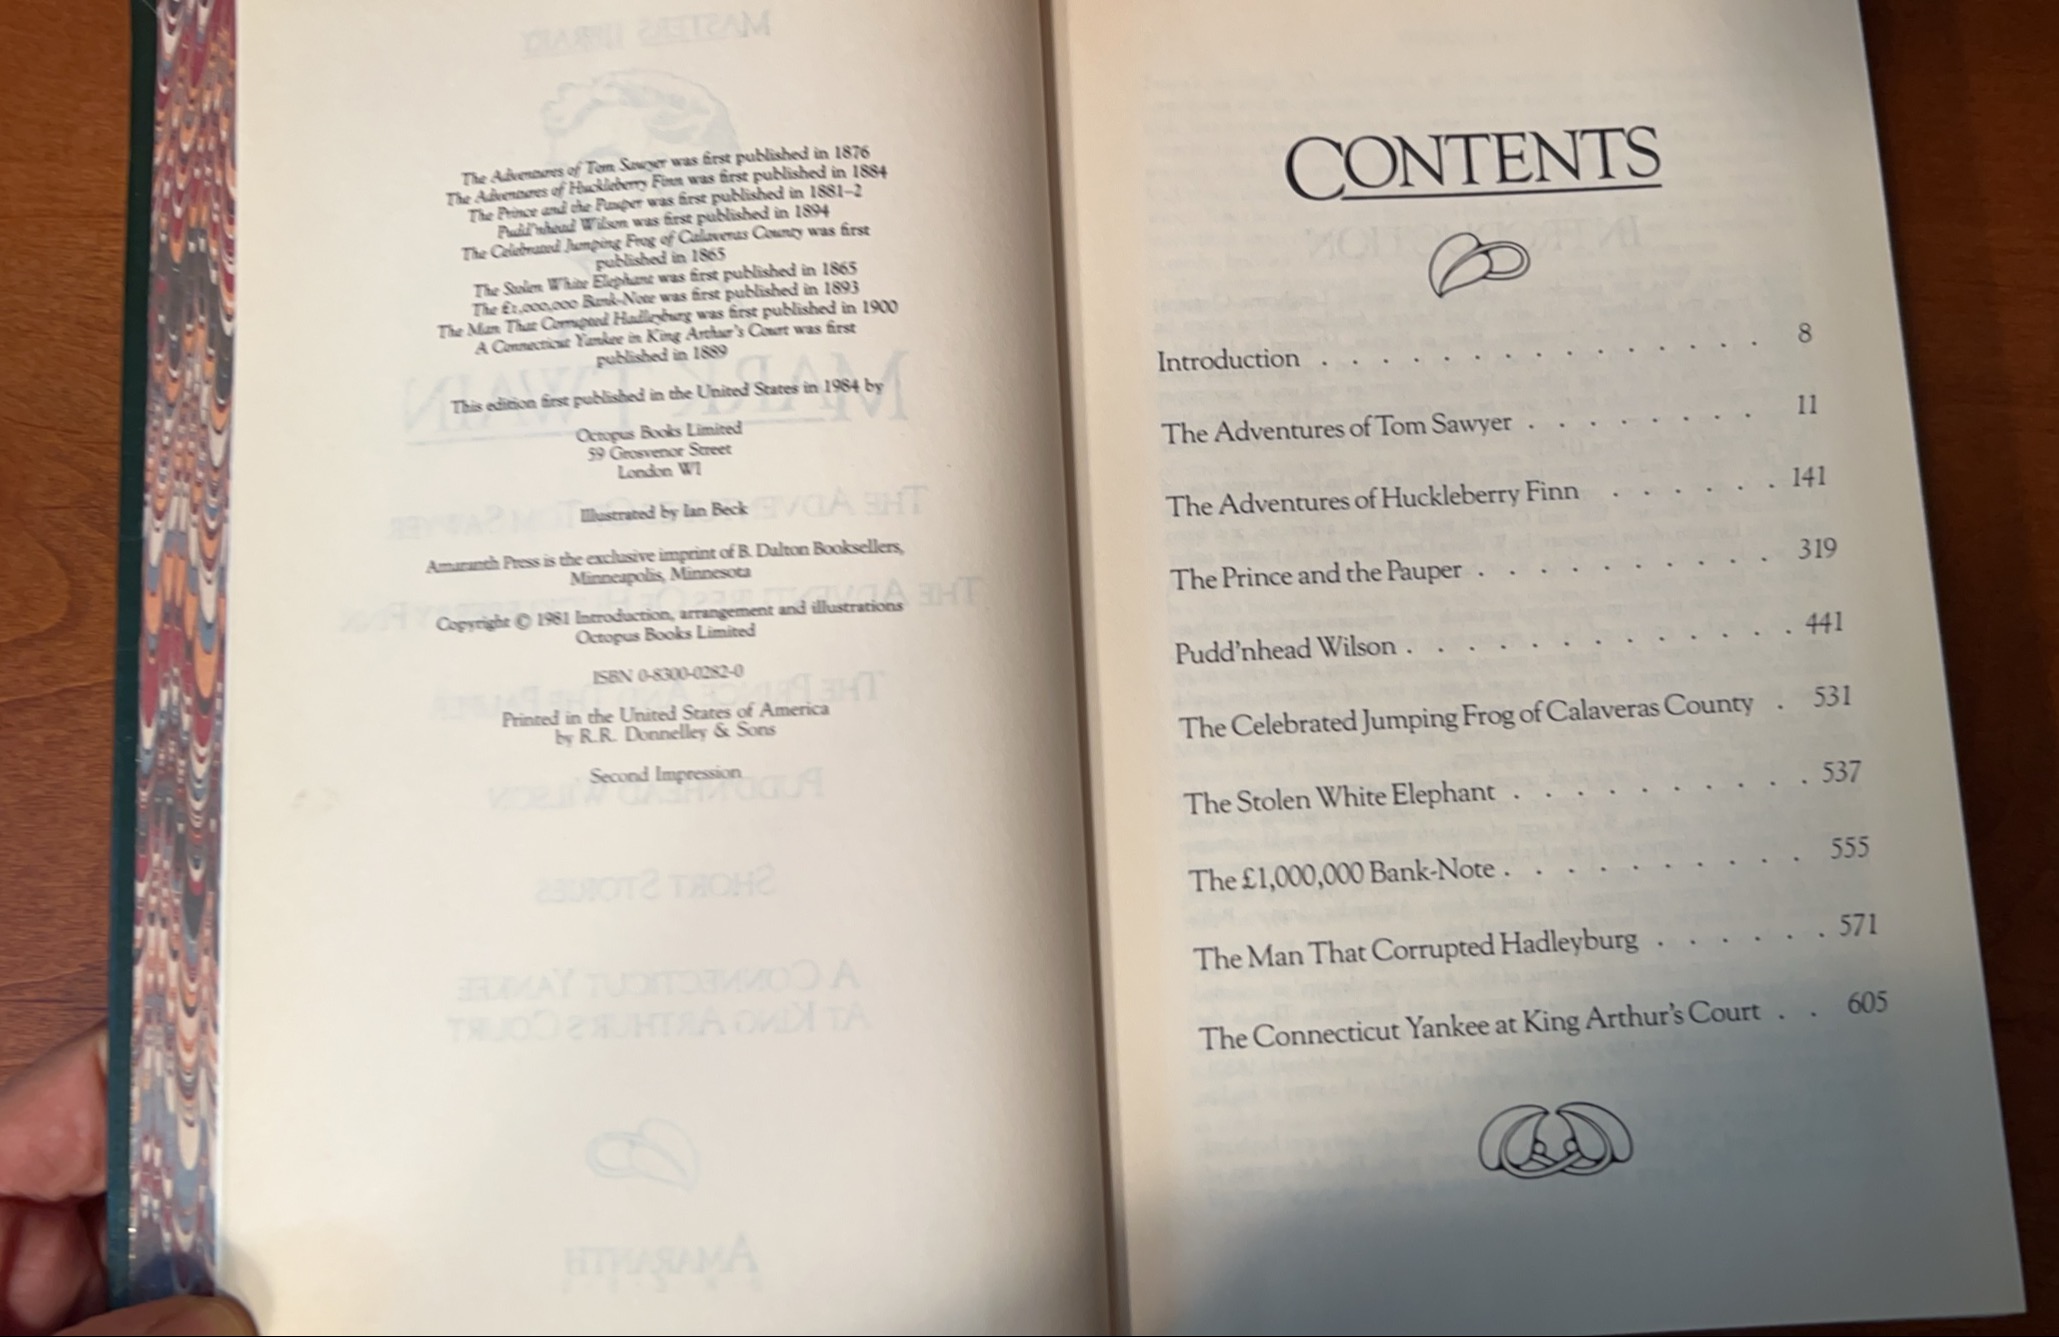 The Adventures of Tom Sawyer was first published in 1876
The Adventures of Huckleberry Finn was first published in 1884
The Prince and the Pauper was first published in 1881–2
Pudd'nhead Wilson was first published in 1894
The Celebrated Jumping Frog of Calaveras County was first
published in 1865
The Stolen White Elephant was first published in 1865
The £1,000,000 Bank-Note was first published in 1893
The Man That Corrupted Hadleyburg was first published in 1900
A Connecticut Yankee in King Arthur's Court was first
published in 1889
This edition first published in the United States in 1984 by
Octopus Books Limited
59 Grosvenor Street
London W1
Illustrated by Ian Beck
Amaranth Press is the exclusive imprint of B. Dalton Booksellers,
Minneapolis, Minnesota
Copyright © 1981 Introduction, arrangement and illustrations
Octopus Books Limited
ISBN 0-8300-0282-0
Printed in the United States of America
by R.R. Donnelley & Sons
Second Impression
CONTENTS
Introduction . . . . . . . . . . . . . . . 8
The Adventures of Tom Sawyer . . . . . . . . 11
The Adventures of Huckleberry Finn . . . . . . 141
The Prince and the Pauper . . . . . . . . . . 319
Pudd'nhead Wilson . . . . . . . . . . . . . 441
The Celebrated Jumping Frog of Calaveras County . 531
The Stolen White Elephant . . . . . . . . . . 537
The £1,000,000 Bank-Note . . . . . . . . . . 555
The Man That Corrupted Hadleyburg . . . . . . 571
The Connecticut Yankee at King Arthur's Court . . 605